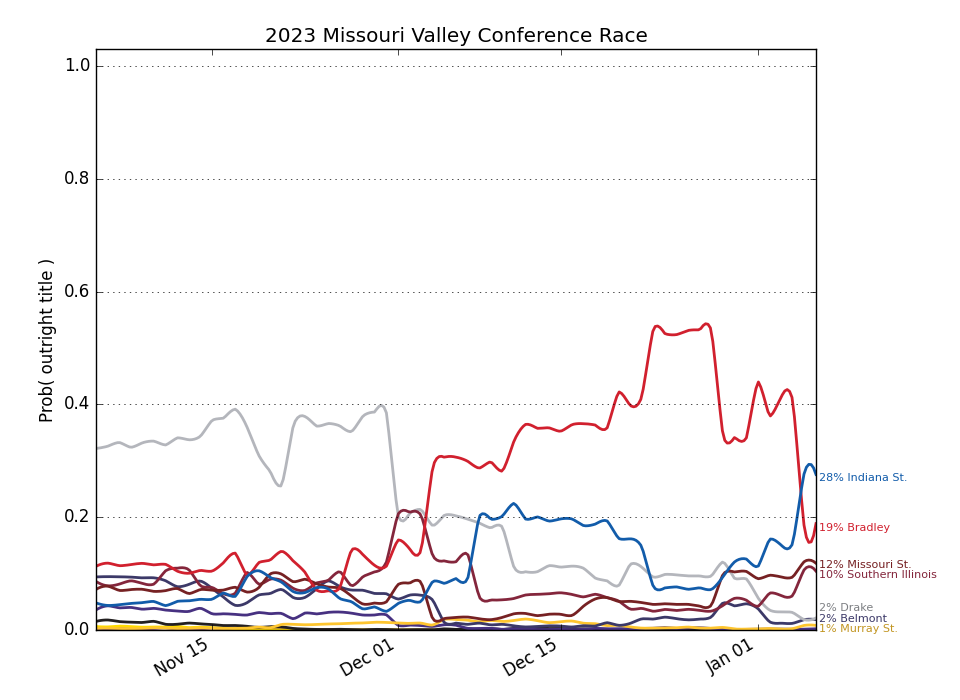 2023 Missouri Valley Conference Race
Prob( outright title )
1.0
0.8
0.6
0.4
0.2
0.0
Nov 15
Dec 01
Dec 15
Jan 01
28% Indiana St.
19% Bradley
12% Missouri St.
10% Southern Illinois
2% Drake
2% Belmont
1% Murray St.